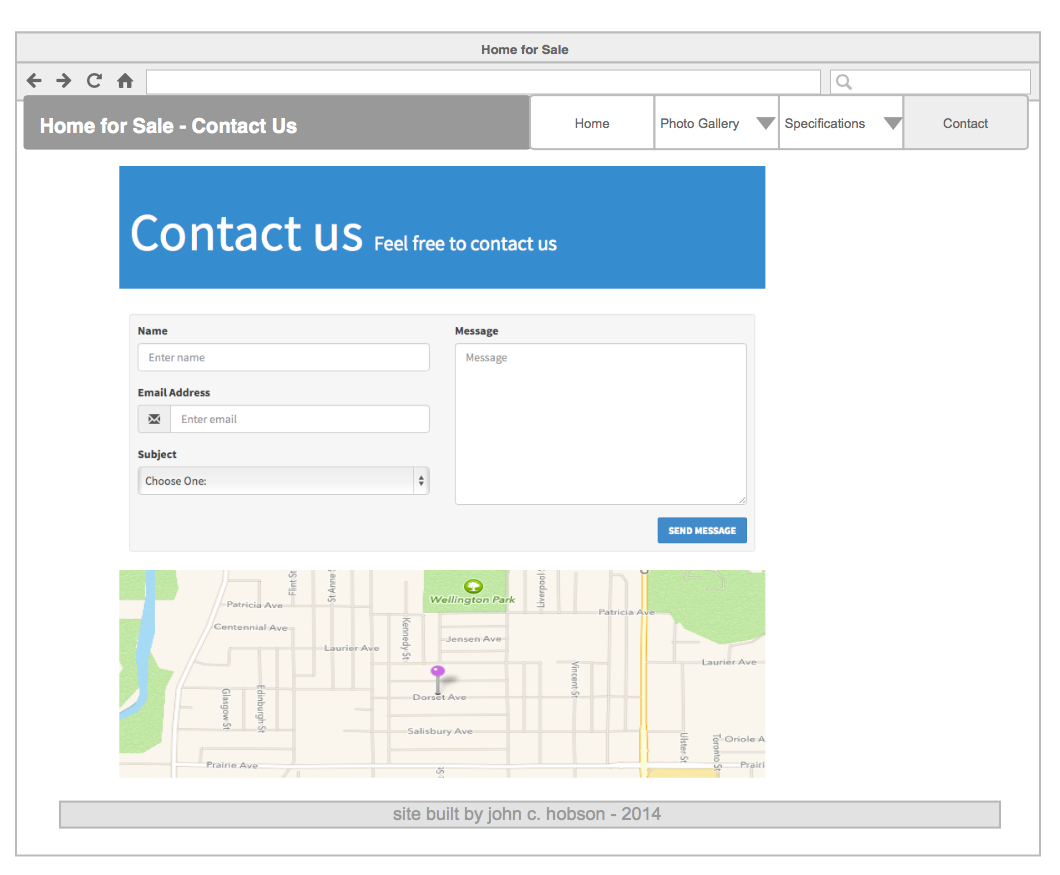 Home for Sale
Home for Sale - Contact Us
Home
Photo Gallery
Specifications
Contact
Contact us Feel free to contact us
Name
Enter name
Email Address
Enter email
Subject
Choose One:
Message
Message
SEND MESSAGE
Flint St
St Anne
Wellington Park
Liverpool
Patricia Ave
Patricia Ave
Centennial Ave
Kennedy St
Jensen Ave
Laurier Ave
Laurier Ave
Vincent St
Glasgow St
Edinburgh St
Dorset Ave
Salisbury Ave
Ulster St
Toronto St
Oriole A
Prairie Ave
St
Prairi
site built by john c. hobson - 2014